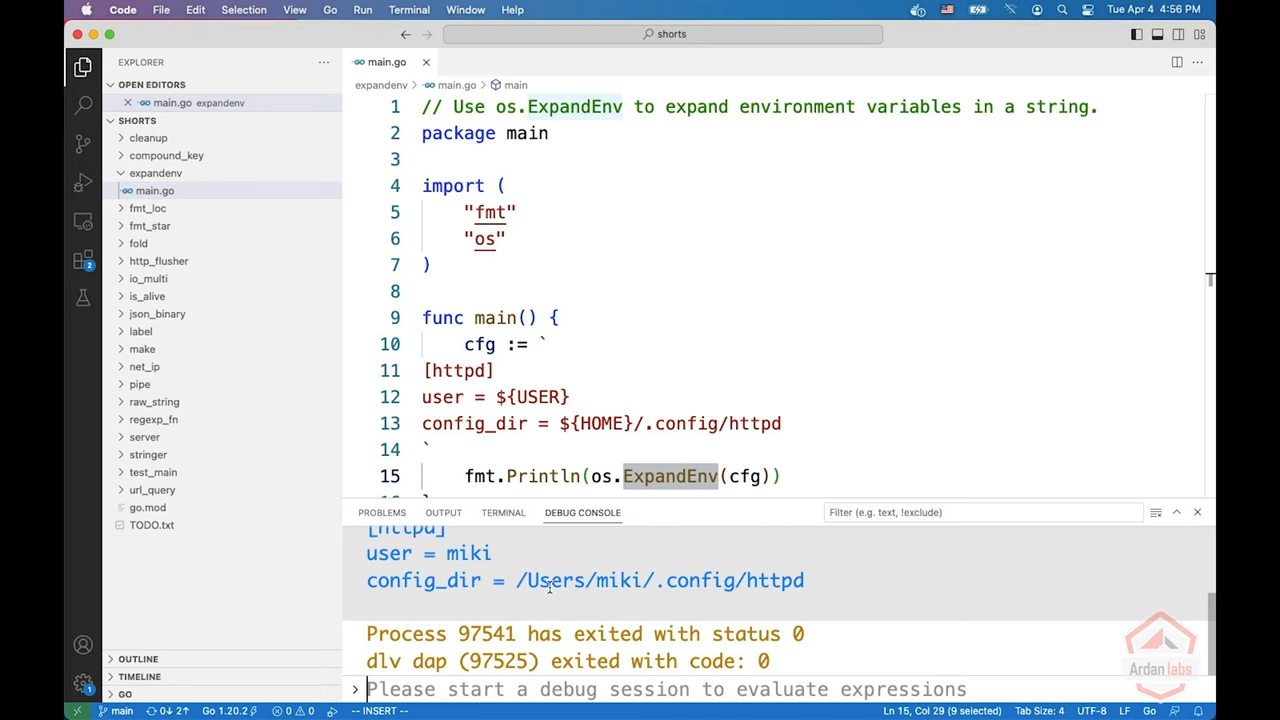 Code File Edit Selection View Go Run Terminal Window Help Tue Apr 4 4:56 PM
shorts
EXPLORER
OPEN EDITORS
main.go expandenv
SHORTS
cleanup
compound_key
expandenv
main.go
fmt_loc
fmt_star
fold
http_flusher
io_multi
is_alive
json_binary
label
make
net_ip
pipe
raw_string
regexp_fn
server
stringer
test_main
url_query
go.mod
TODO.txt
OUTLINE
TIMELINE
GO
2
1
main.go
expandenv > main.go > main
1 // Use os.ExpandEnv to expand environment variables in a string.
2 package main
3
4 import (
5 "fmt"
6 "os"
7 )
8
9 func main() {
10 cfg := `
11 [httpd]
12 user = ${USER}
13 config_dir = ${HOME}/.config/httpd
14 `
15 fmt.Println(os.ExpandEnv(cfg))
PROBLEMS OUTPUT TERMINAL DEBUG CONSOLE Filter (e.g. text, !exclude)
[httpd]
user = miki
config_dir = /Users/miki/.config/httpd
Process 97541 has exited with status 0
dlv dap (97525) exited with code: 0
Please start a debug session to evaluate expressions
Ardan labs
main 0↓ 2↑ Go 1.20.2 0 0 -- INSERT -- Ln 15, Col 29 (9 selected) Tab Size: 4 UTF-8 LF Go